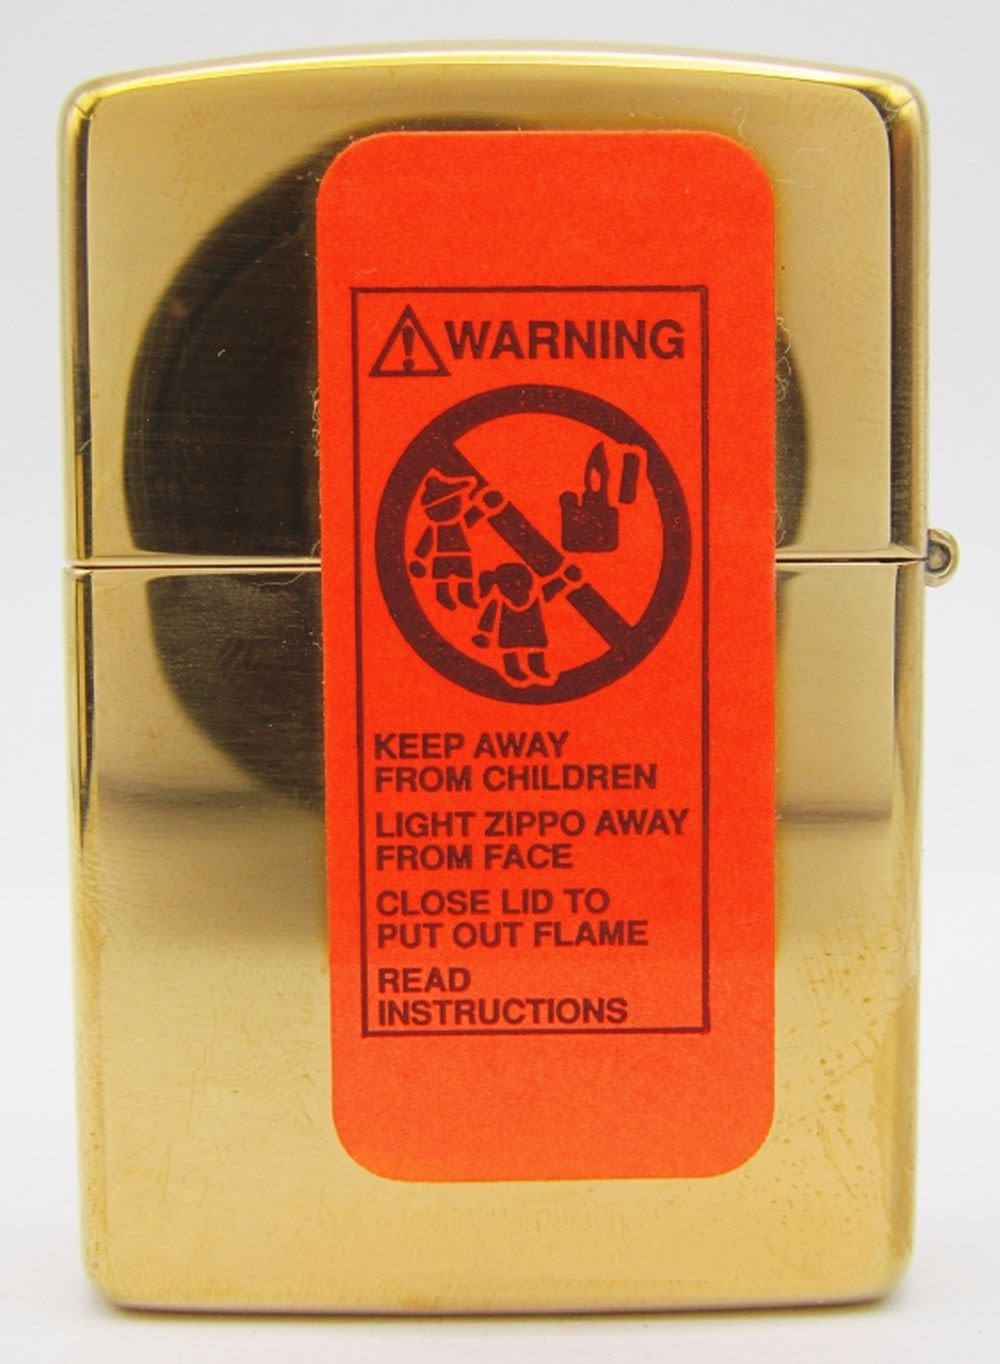 WARNING
KEEP AWAY
FROM CHILDREN
LIGHT ZIPPO AWAY
FROM FACE
CLOSE LID TO
PUT OUT FLAME
READ
INSTRUCTIONS